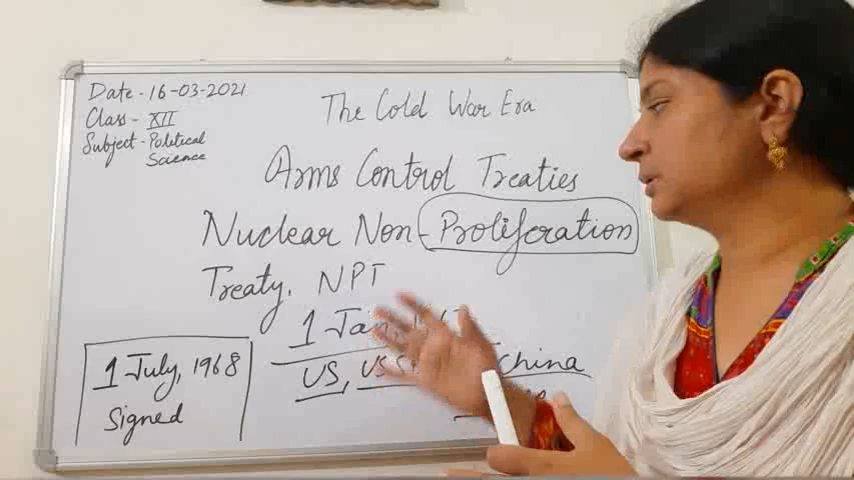 Date - 16-03-2021
Class - XII
Subject - Political
Science
The Cold War Era
Arms Control Treaties
Nuclear Non-Proliferation
Treaty, NPT
1 Jan,
US, USSR China
1 July, 1968
Signed